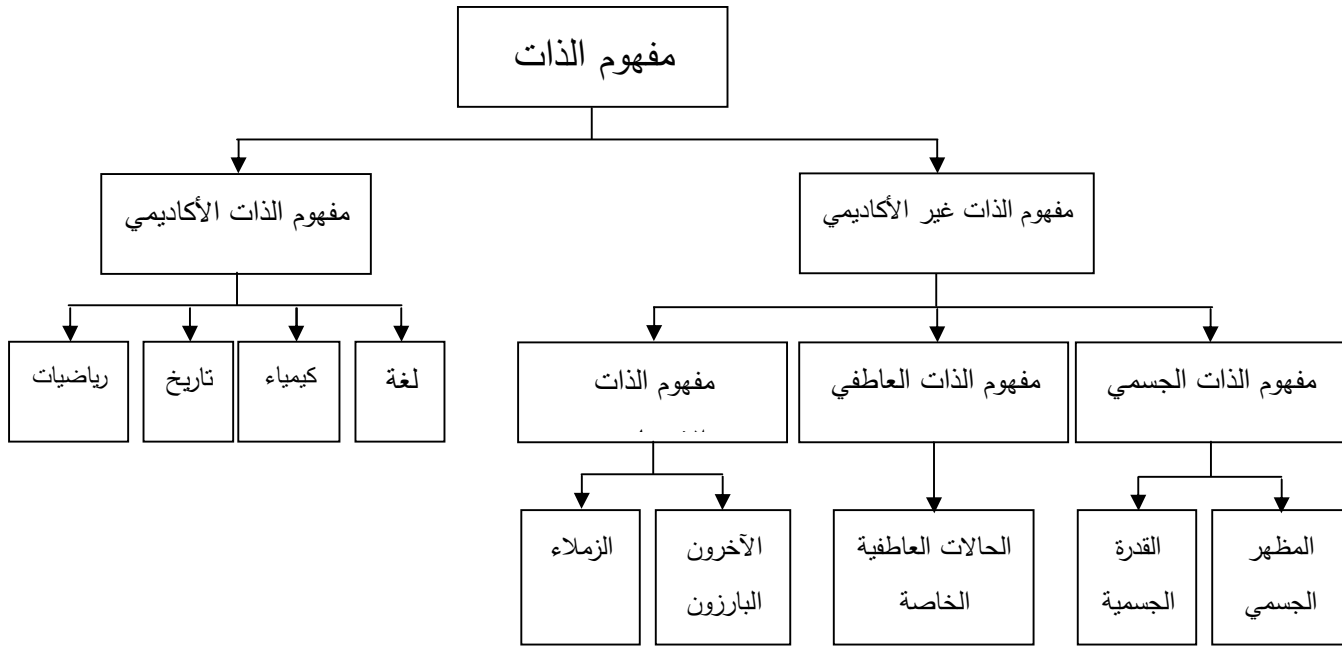 مفهوم الذات
مفهوم الذات غير الأكاديمي
مفهوم الذات الأكاديمي
مفهوم الذات الجسمي
مفهوم الذات العاطفي
مفهوم الذات
لغة
كيمياء
تاريخ
رياضيات
المظهر
الجسمي
القدرة
الجسمية
الحالات العاطفية
الخاصة
الآخرون
البارزون
الزملاء